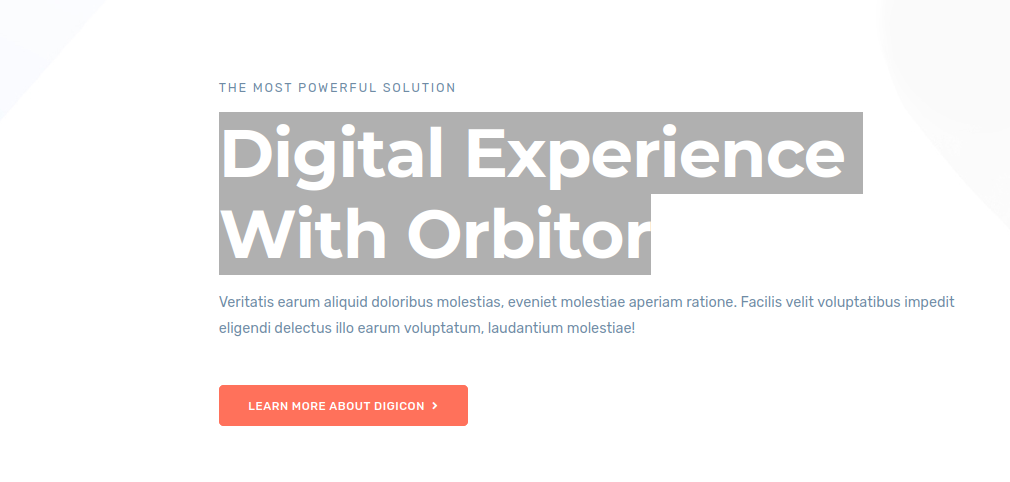 THE MOST POWERFUL SOLUTION
Digital Experience
With Orbitor
Veritatis earum aliquid doloribus molestias, eveniet molestiae aperiam ratione. Facilis velit voluptatibus impedit
eligendi delectus illo earum voluptatum, laudantium molestiae!
LEARN MORE ABOUT DIGICON